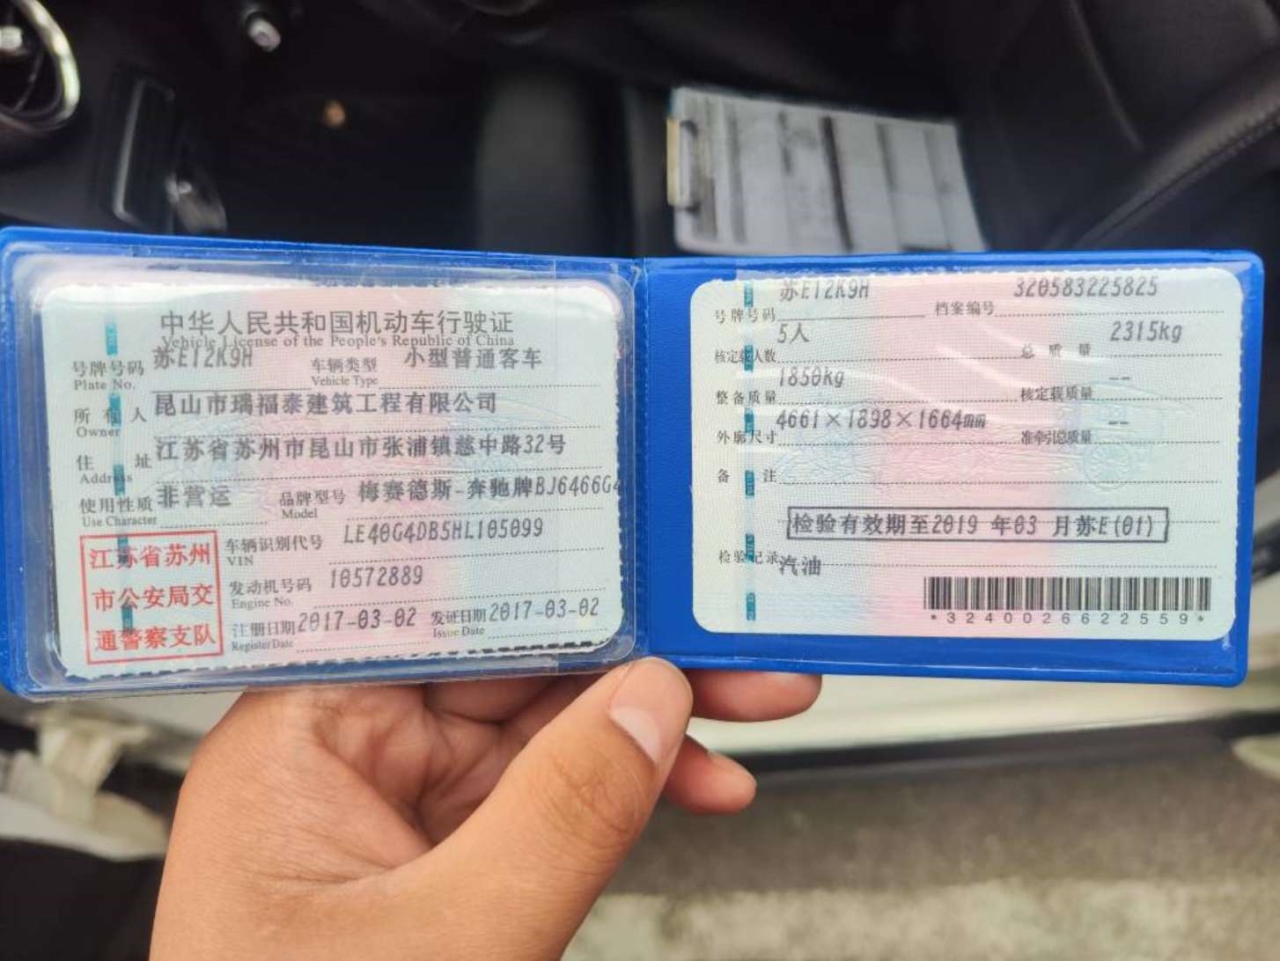 中华人民共和国机动车行驶证
Vehicle License of the People's Republic of China
号牌号码 苏E12K9H 车辆类型 小型普通客车
Plate No. Vehicle Type
所有人 昆山市瑞福泰建筑工程有限公司
Owner
住址 江苏省苏州市昆山市张浦镇慈中路32号
Address
使用性质 非营运 品牌型号 梅赛德斯-奔驰牌BJ6466G4
Use Character Model
江苏省苏州
市公安局交
通警察支队
车辆识别代号 LE40G4DB5HL105099
VIN
发动机号码 10572889
Engine No.
注册日期 2017-03-02 发证日期 2017-03-02
Register Date Issue Date
号牌号码 苏E12K9H 档案编号 320583225825
核定载人数 5人 总质量 2315kg
整备质量 1850kg 核定载质量 --
外廓尺寸 4661×1898×1664mm 准牵引总质量 --
备注
检验有效期至2019 年03 月苏E(01)
检验记录 汽油
*3240026622559*